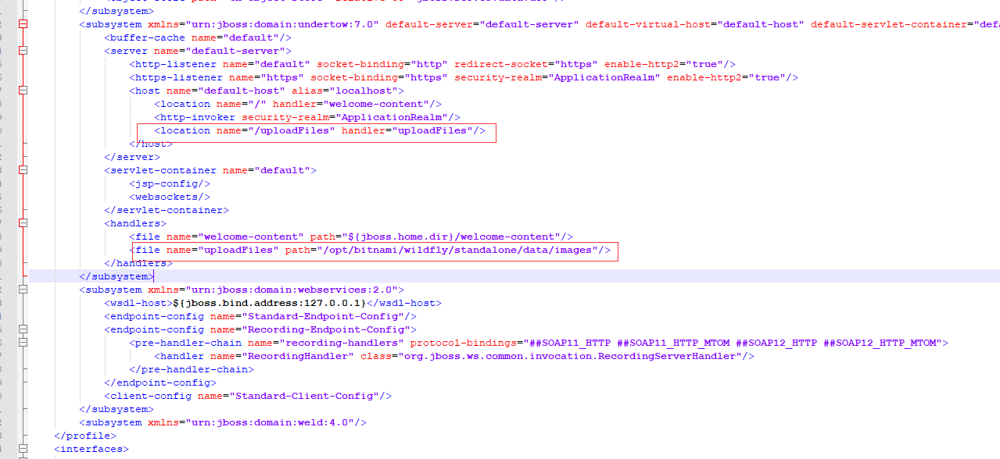 </subsystem>
<subsystem xmlns="urn:jboss:domain:undertow:7.0" default-server="default-server" default-virtual-host="default-host" default-servlet-container="defa
<buffer-cache name="default"/>
<server name="default-server">
<http-listener name="default" socket-binding="http" redirect-socket="https" enable-http2="true"/>
<https-listener name="https" socket-binding="https" security-realm="ApplicationRealm" enable-http2="true"/>
<host name="default-host" alias="localhost">
<location name="/" handler="welcome-content"/>
<http-invoker security-realm="ApplicationRealm"/>
<location name="/uploadFiles" handler="uploadFiles"/>
</host>
</server>
<servlet-container name="default">
<jsp-config/>
<websockets/>
</servlet-container>
<handlers>
<file name="welcome-content" path="${jboss.home.dir}/welcome-content"/>
<file name="uploadFiles" path="/opt/bitnami/wildfly/standalone/data/images"/>
</handlers>
</subsystem>
<subsystem xmlns="urn:jboss:domain:webservices:2.0">
<wsdl-host>${jboss.bind.address:127.0.0.1}</wsdl-host>
<endpoint-config name="Standard-Endpoint-Config"/>
<endpoint-config name="Recording-Endpoint-Config">
<pre-handler-chain name="recording-handlers" protocol-bindings="##SOAP11_HTTP ##SOAP11_HTTP_MTOM ##SOAP12_HTTP ##SOAP12_HTTP_MTOM">
<handler name="RecordingHandler" class="org.jboss.ws.common.invocation.RecordingServerHandler"/>
</pre-handler-chain>
</endpoint-config>
<client-config name="Standard-Client-Config"/>
</subsystem>
<subsystem xmlns="urn:jboss:domain:weld:4.0"/>
</profile>
<interfaces>